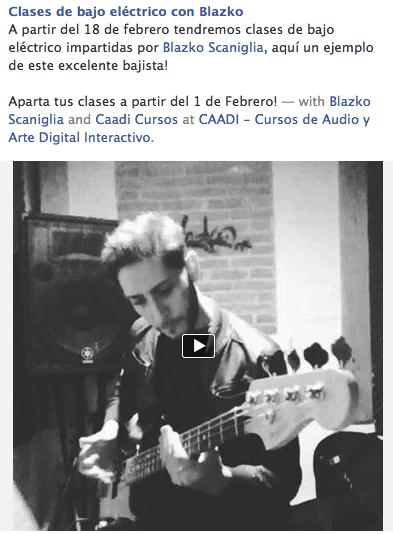 Clases de bajo eléctrico con Blazko
A partir del 18 de febrero tendremos clases de bajo
eléctrico impartidas por Blazko Scaniglia, aquí un ejemplo
de este excelente bajista!
Aparta tus clases a partir del 1 de Febrero! — with Blazko
Scaniglia and Caadi Cursos at CAADI - Cursos de Audio y
Arte Digital Interactivo.